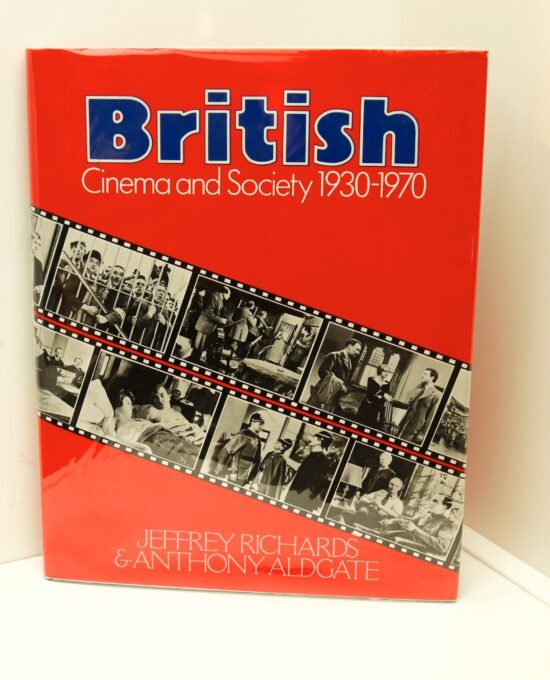 British
Cinema and Society 1930-1970
JEFFREY RICHARDS
& ANTHONY ALDGATE